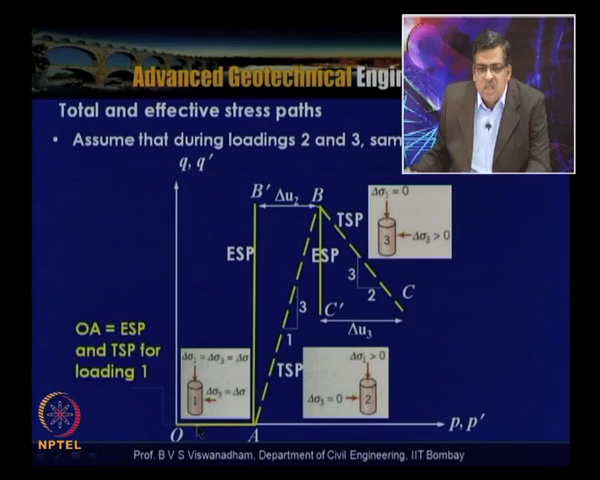 Advanced Geotechnical Engi
Total and effective stress paths
• Assume that during loadings 2 and 3, sam
q, q'
B' Δu₂ B
Δσ₁ = 0
TSP
3
Δσ₃ > 0
ESP
ESP
3
2
C
3
1
C'
Δu₃
OA = ESP
and TSP for
loading 1
TSP
Δσ₁ = Δσ₃ = Δσ
Δσ₃ = Δσ
1
Δσ₁ > 0
Δσ₃ = 0
2
O
A
p, p'
NPTEL
Prof. B V S Viswanadham, Department of Civil Engineering, IIT Bombay